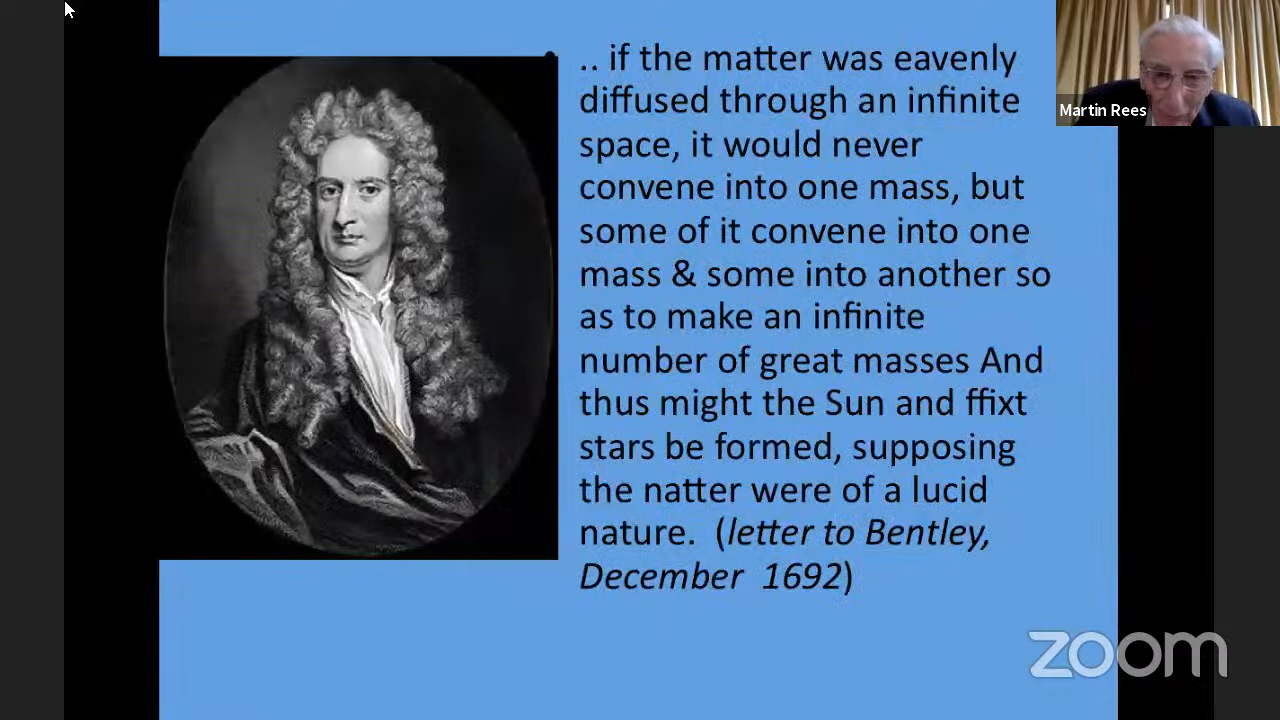 .. if the matter was eavenly
diffused through an infinite
space, it would never
convene into one mass, but
some of it convene into one
mass & some into another so
as to make an infinite
number of great masses And
thus might the Sun and ffixt
stars be formed, supposing
the natter were of a lucid
nature.  (letter to Bentley,
December  1692)
Martin Rees
zoom